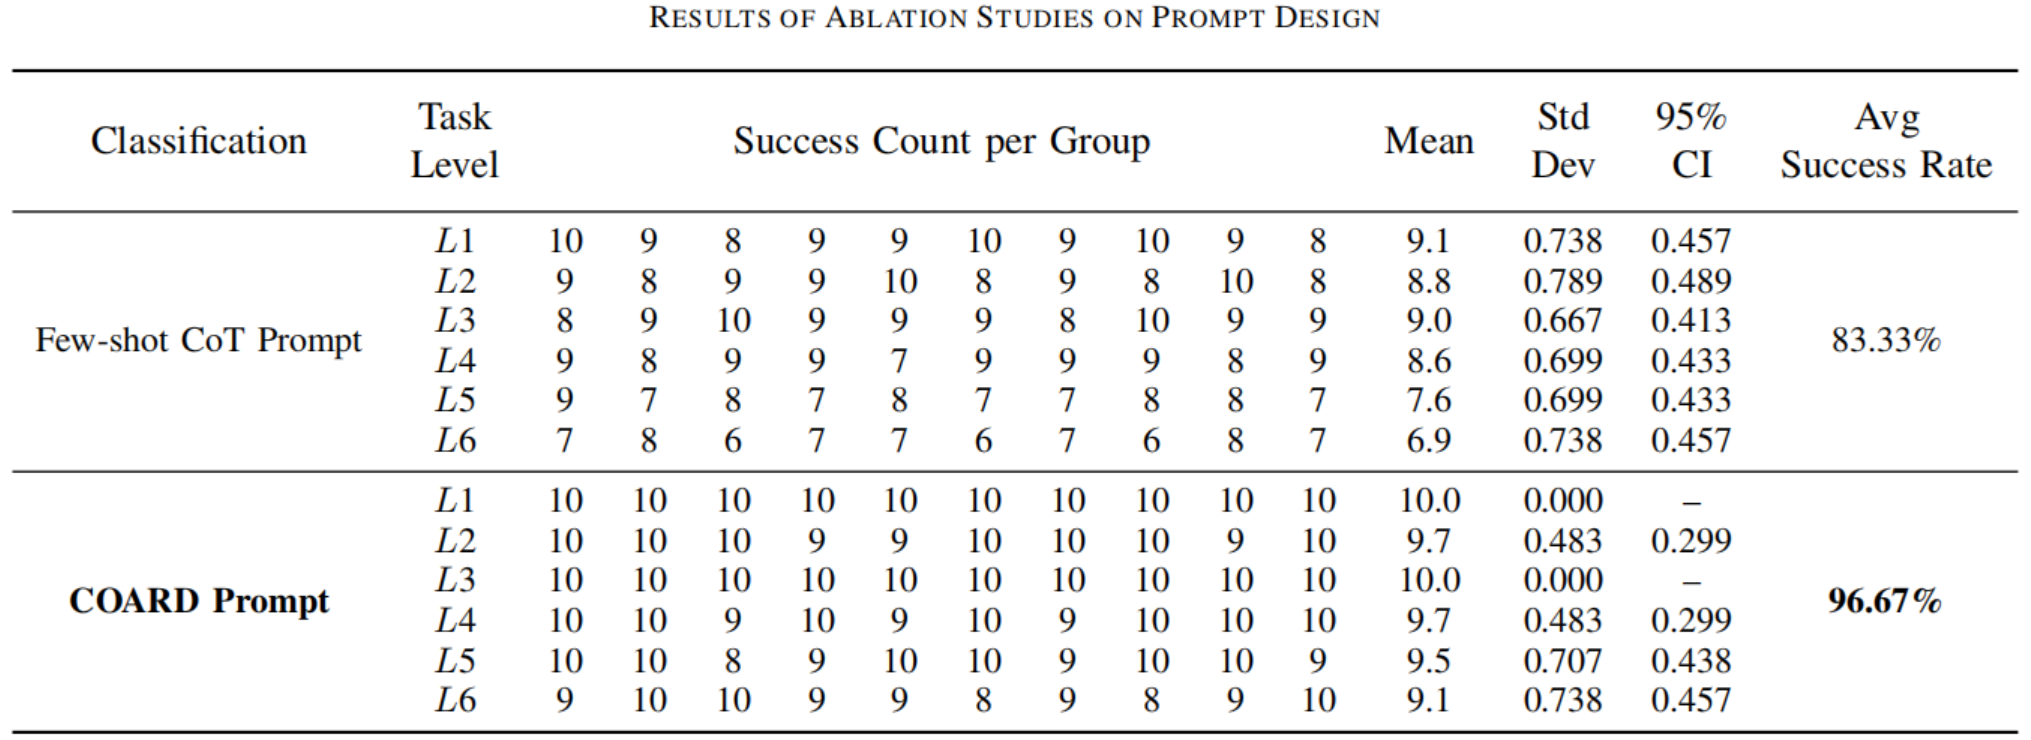 RESULTS OF ABLATION STUDIES ON PROMPT DESIGN
Classification Task Level Success Count per Group Mean Std Dev 95% CI Avg Success Rate
L1 10 9 8 9 9 10 9 10 9 8 9.1 0.738 0.457
L2 9 8 9 9 10 8 9 8 10 8 8.8 0.789 0.489
L3 8 9 10 9 9 9 8 10 9 9 9.0 0.667 0.413
Few-shot CoT Prompt 83.33%
L4 9 8 9 9 7 9 9 9 8 9 8.6 0.699 0.433
L5 9 7 8 7 8 7 7 8 8 7 7.6 0.699 0.433
L6 7 8 6 7 7 6 7 6 8 7 6.9 0.738 0.457
L1 10 10 10 10 10 10 10 10 10 10 10.0 0.000 –
L2 10 10 10 9 9 10 10 10 9 10 9.7 0.483 0.299
L3 10 10 10 10 10 10 10 10 10 10 10.0 0.000 –
COARD Prompt 96.67%
L4 10 10 9 10 9 10 9 10 10 10 9.7 0.483 0.299
L5 10 10 8 9 10 10 9 10 10 9 9.5 0.707 0.438
L6 9 10 10 9 9 8 9 8 9 10 9.1 0.738 0.457